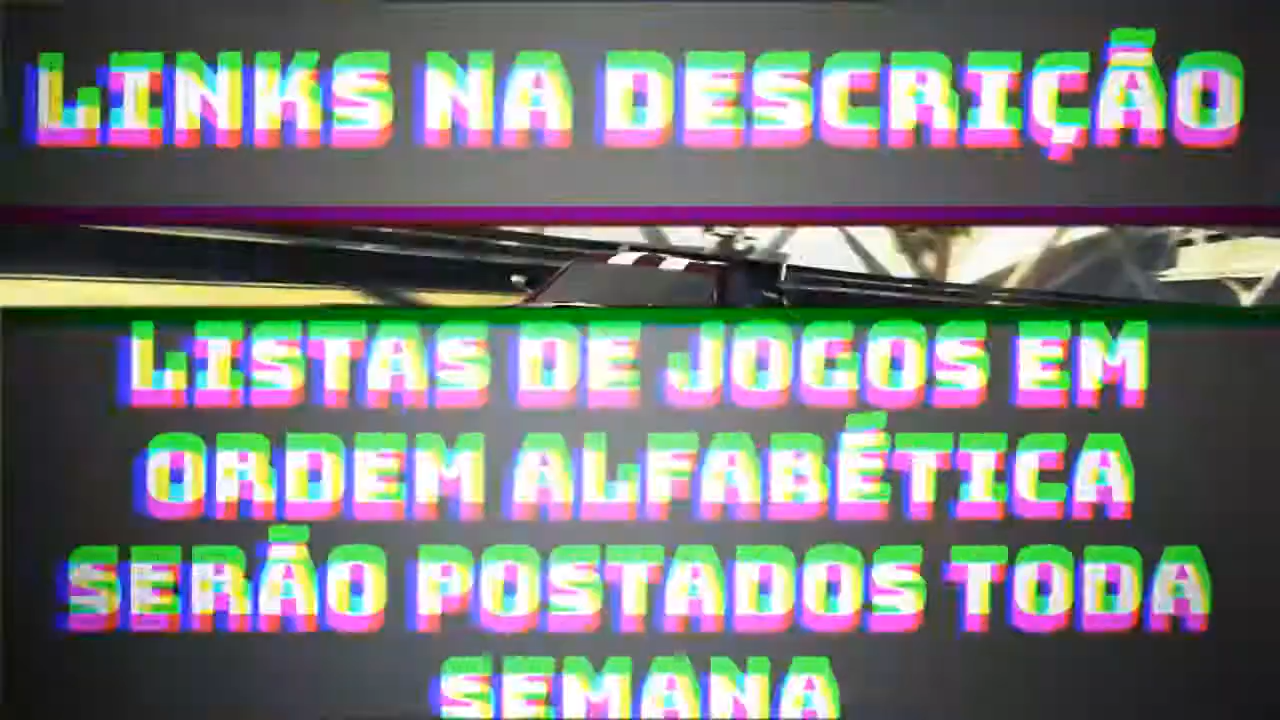 LINKS NA DESCRIÇÃO
LISTAS DE JOGOS EM
ORDEM ALFABÉTICA
SERÃO POSTADOS TODA
SEMANA